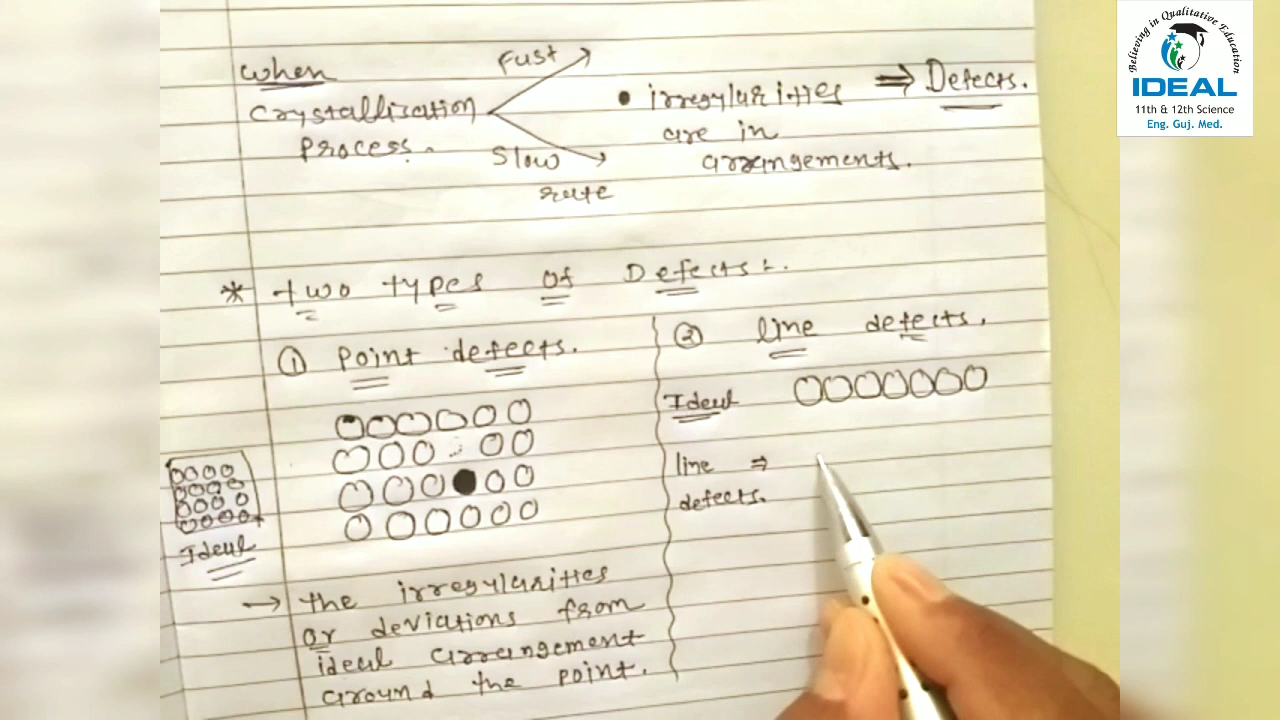 Believing in Qualitative Education
IDEAL
11th & 12th Science
Eng. Guj. Med.
When
crystallization
process.
Fast
Slow
rate
• irregularities
are in
arrangements.
⇒ Defects.
* two types of Defects:.
① Point defects.
Ideal
→ the irregularities
or deviations from
ideal arrangement
around the point.
② line defects.
Ideal
line ⇒
defects.